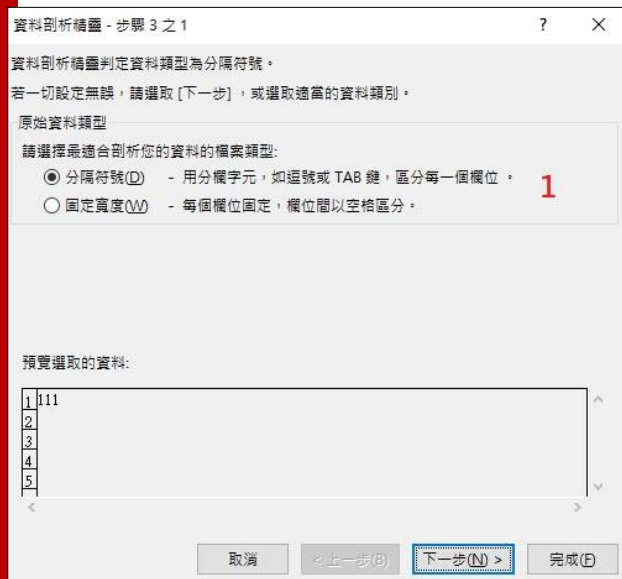 資料剖析精靈 - 步驟 3 之 1 ? ×
資料剖析精靈判定資料類型為分隔符號。
若一切設定無誤，請選取 [下一步]，或選取適當的資料類別。
原始資料類型
請選擇最適合剖析您的資料的檔案類型:
分隔符號(D) - 用分欄字元，如逗號或 TAB 鍵，區分每一個欄位。
1
固定寬度(W) - 每個欄位固定，欄位間以空格區分。
預覽選取的資料:
1 111
2
3
4
5
取消 < 上一步(B) 下一步(N) > 完成(F)